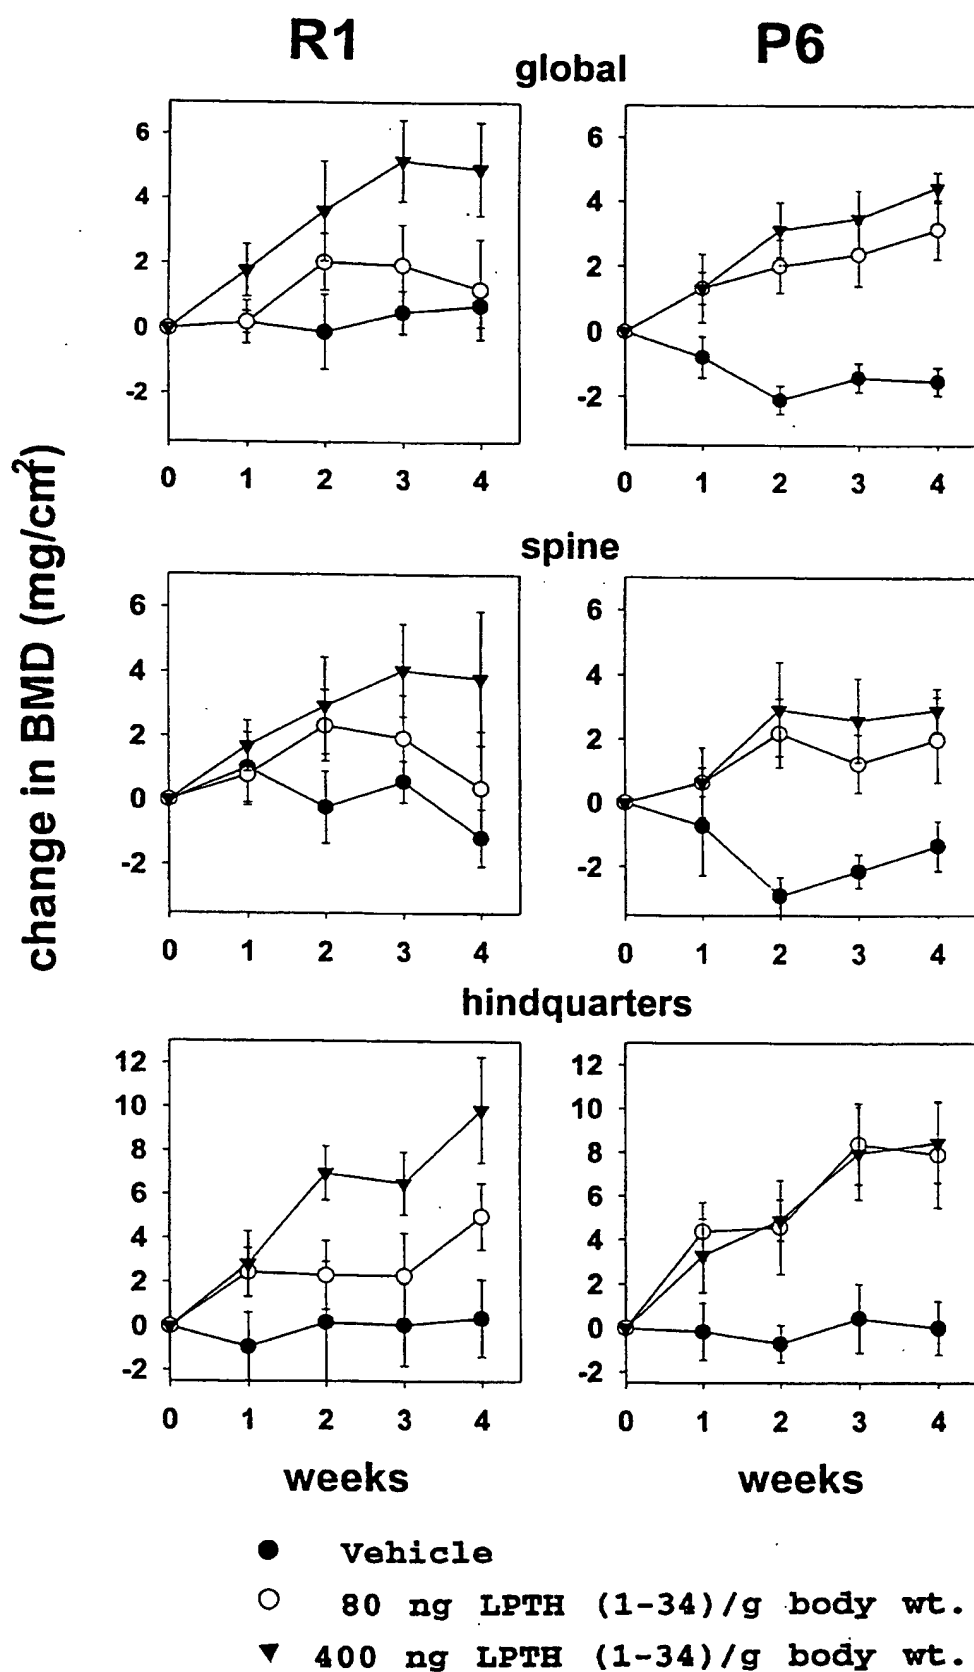 R1 P6
global
6 6
4 4
2 2
0 0
-2 -2
0 1 2 3 4 0 1 2 3 4
change in BMD (mg/cm²)
spine
6 6
4 4
2 2
0 0
-2 -2
0 1 2 3 4 0 1 2 3 4
hindquarters
12 12
10 10
8 8
6 6
4 4
2 2
0 0
-2 -2
0 1 2 3 4 0 1 2 3 4
weeks weeks
Vehicle
80 ng LPTH (1-34)/g body wt.
400 ng LPTH (1-34)/g body wt.